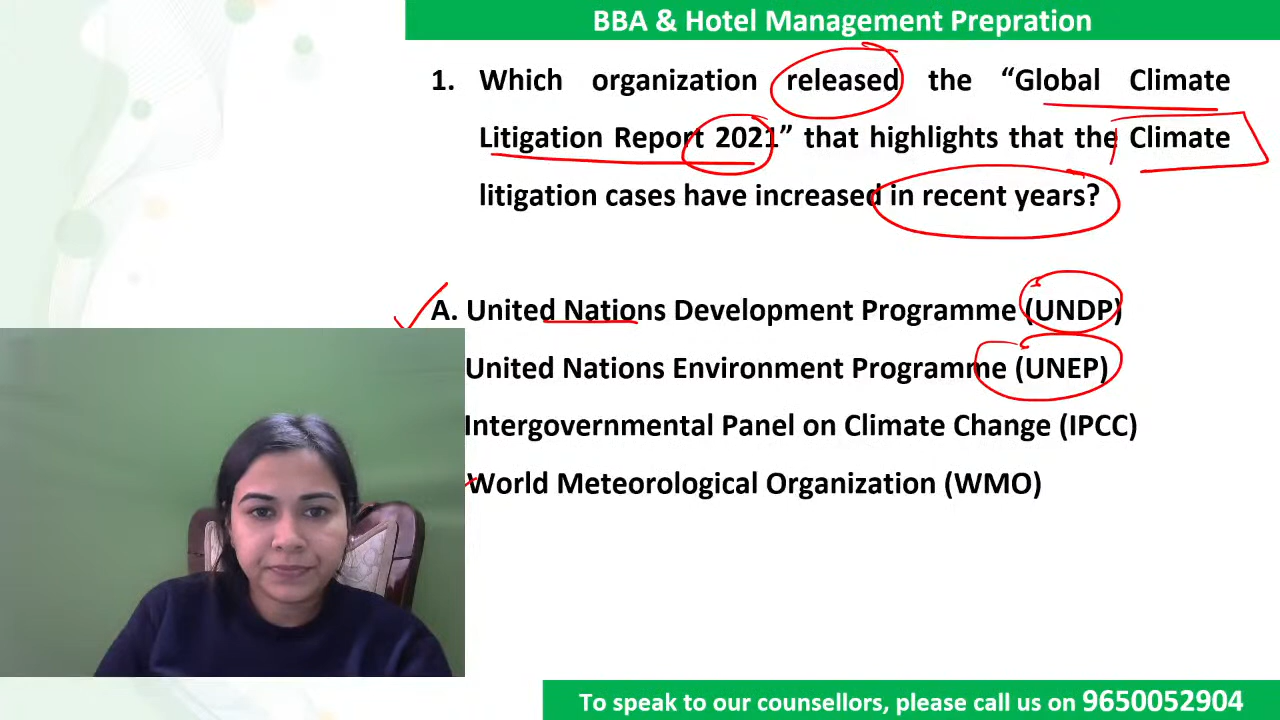 BBA & Hotel Management Prepration
1. Which organization released the “Global Climate
Litigation Report 2021” that highlights that the Climate
litigation cases have increased in recent years?
A. United Nations Development Programme (UNDP)
United Nations Environment Programme (UNEP)
Intergovernmental Panel on Climate Change (IPCC)
World Meteorological Organization (WMO)
To speak to our counsellors, please call us on 9650052904